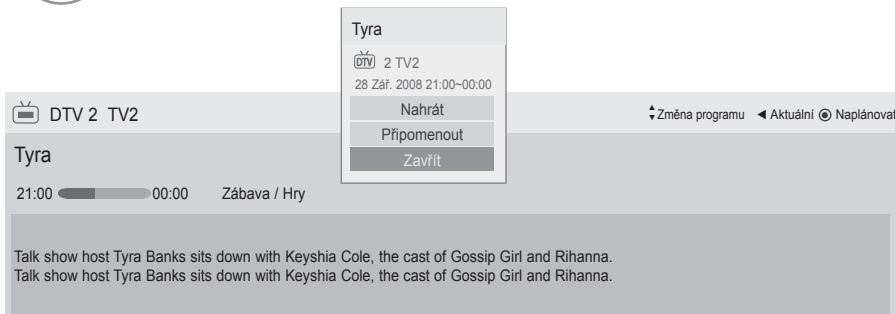 Tyra
DTV 2 TV2
28 Zář. 2008 21:00~00:00
Nahrát
Připomenout
Zavřít
DTV 2 TV2
Změna programu ◄ Aktuální ◉ Naplánovat
Tyra
21:00 00:00 Zábava / Hry
Talk show host Tyra Banks sits down with Keyshia Cole, the cast of Gossip Girl and Rihanna.
Talk show host Tyra Banks sits down with Keyshia Cole, the cast of Gossip Girl and Rihanna.